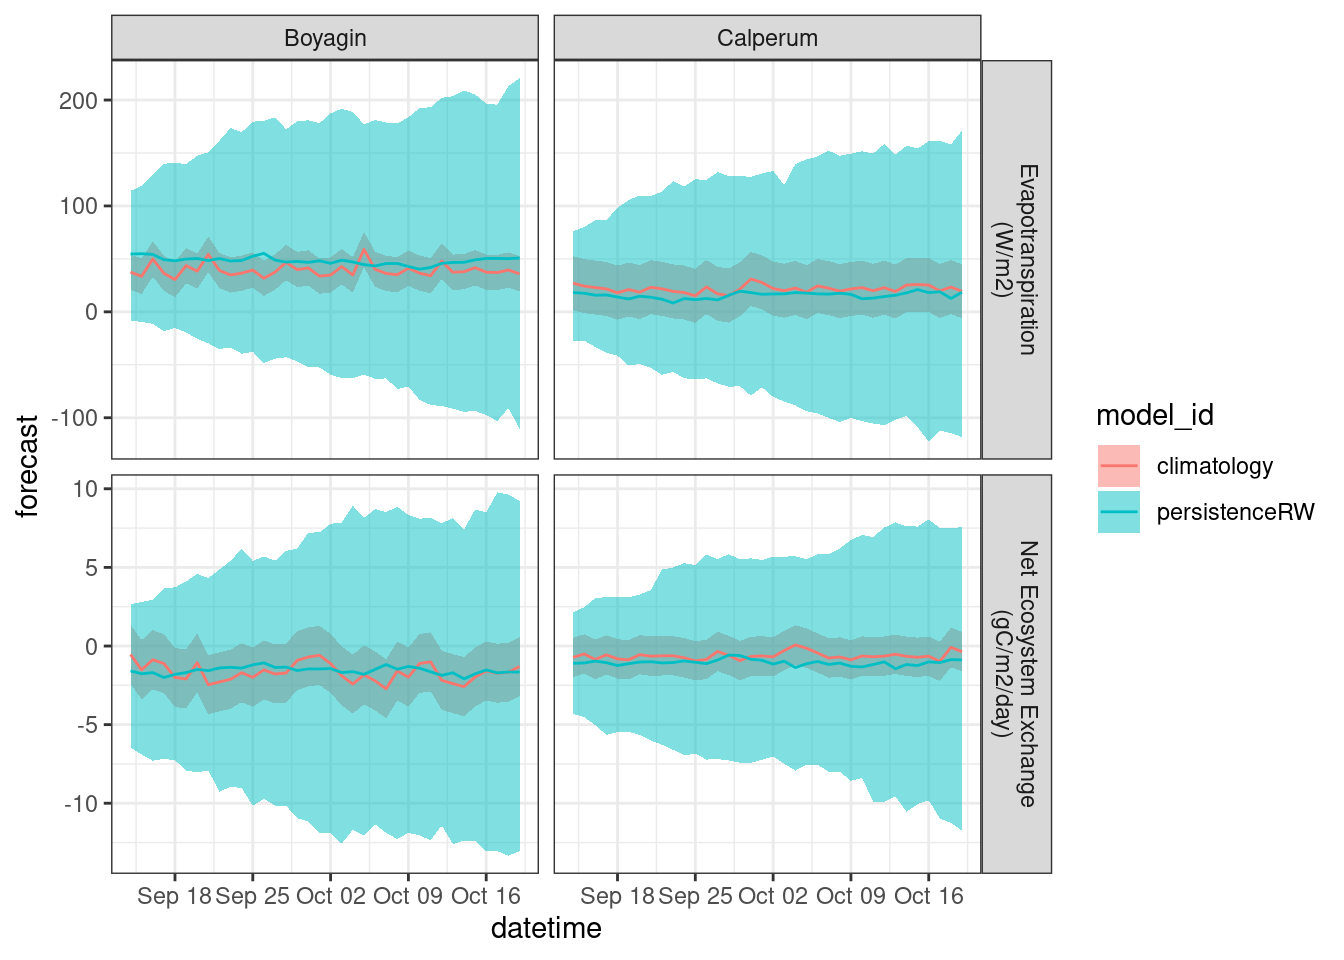 Boyagin
Calperum
200
100
0
-100
Evapotranspiration
(W/m2)
10
5
0
-5
-10
Net Ecosystem Exchange
(gC/m2/day)
Sep 18
Sep 25
Oct 02
Oct 09
Oct 16
Sep 18
Sep 25
Oct 02
Oct 09
Oct 16
datetime
forecast
model_id
climatology
persistenceRW